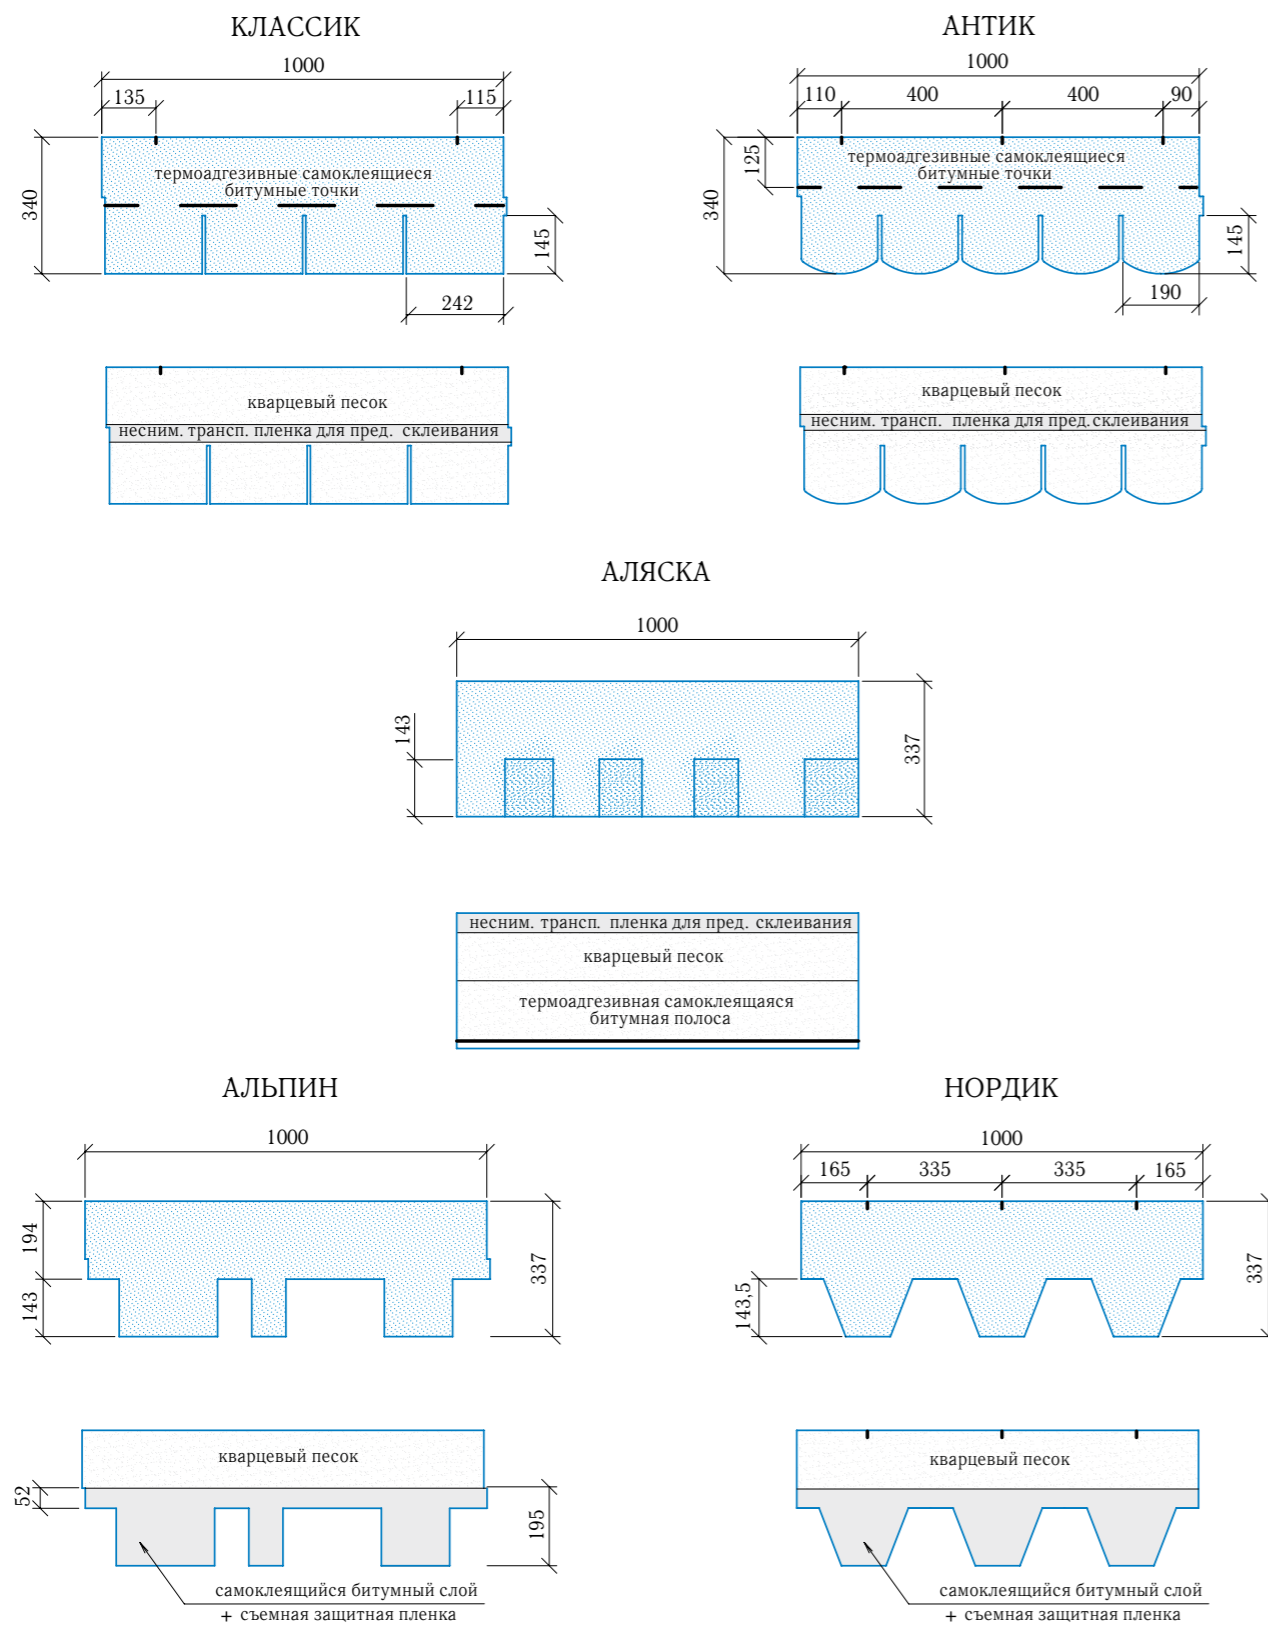 КЛАССИК
1000
135
115
340
термоадгезивные самоклеящиеся
битумные точки
145
242
кварцевый песок
несним. трансп. пленка для пред. склеивания
АНТИК
1000
110
400
400
90
125
340
термоадгезивные самоклеящиеся
битумные точки
145
190
кварцевый песок
несним. трансп. пленка для пред. склеивания
АЛЯСКА
1000
143
337
несним. трансп. пленка для пред. склеивания
кварцевый песок
термоадгезивная самоклеящаяся
битумная полоса
АЛЬПИН
1000
194
143
337
кварцевый песок
52
195
самоклеящийся битумный слой
+ съемная защитная пленка
НОРДИК
1000
165
335
335
165
143,5
337
кварцевый песок
самоклеящийся битумный слой
+ съемная защитная пленка